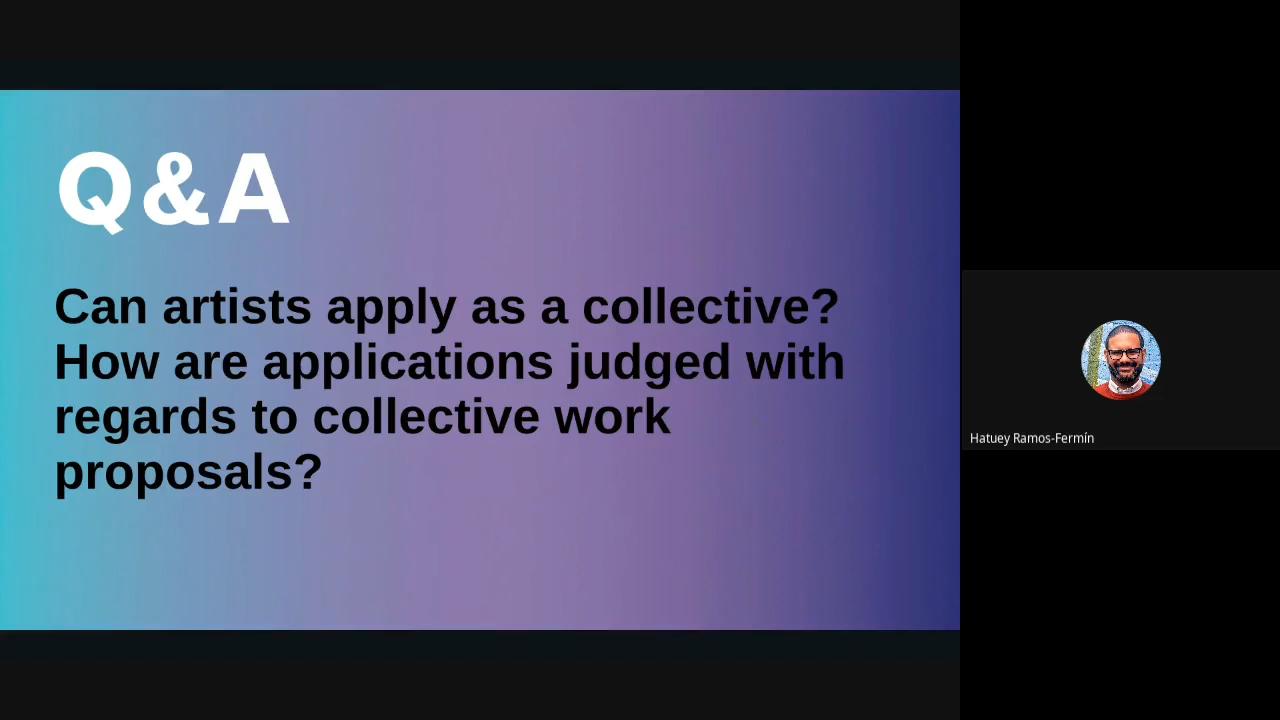 Q&A
Can artists apply as a collective?
How are applications judged with
regards to collective work
proposals?
Hatuey Ramos-Fermín